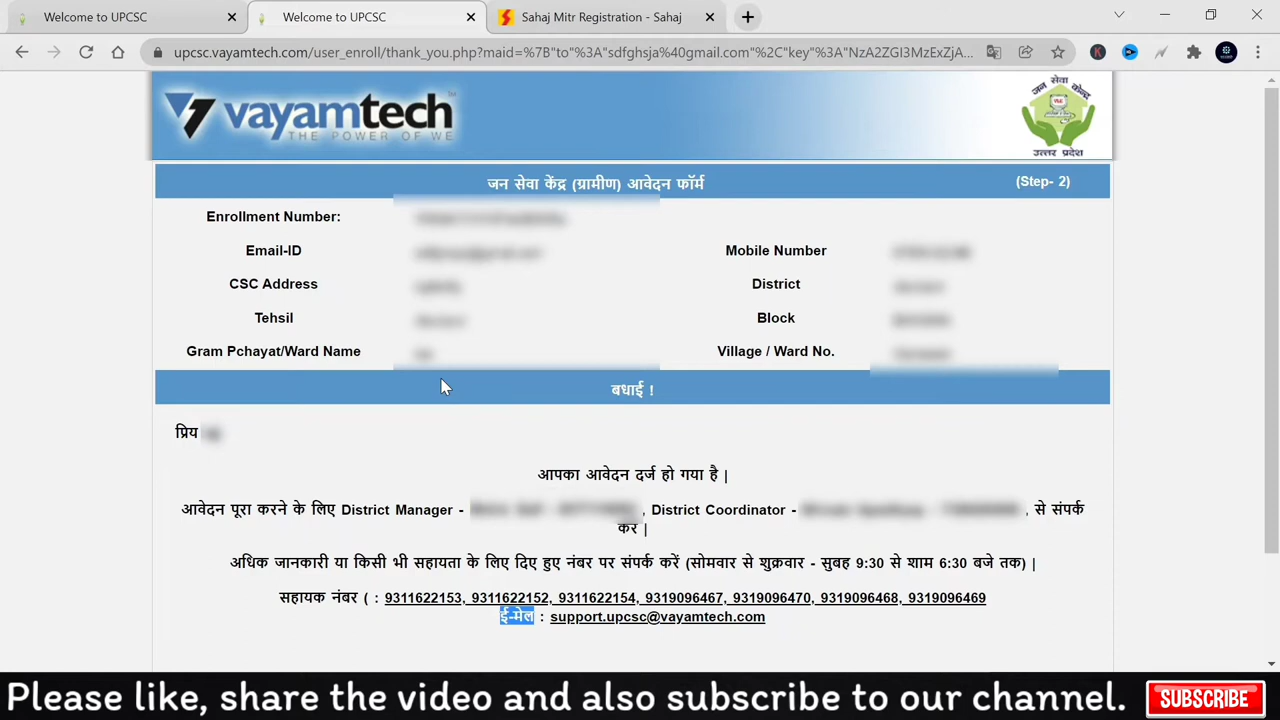 Welcome to UPCSC
Welcome to UPCSC
Sahaj Mitr Registration - Sahaj
upcsc.vayamtech.com/user_enroll/thank_you.php?maid=%7B"to"%3A"sdfghsja%40gmail.com"%2C"key"%3A"NzA2ZGI3MzExZjA...
vayamtech
THE POWER OF WE
जन सेवा केन्द्र
उत्तर प्रदेश
जन सेवा केंद्र (ग्रामीण) आवेदन फॉर्म (Step- 2)
Enrollment Number:
Email-ID Mobile Number
CSC Address District
Tehsil Block
Gram Pchayat/Ward Name Village / Ward No.
बधाई !
प्रिय
आपका आवेदन दर्ज हो गया है |
आवेदन पूरा करने के लिए District Manager - , District Coordinator - , से संपर्क
करे |
अधिक जानकारी या किसी भी सहायता के लिए दिए हुए नंबर पर संपर्क करें (सोमवार से शुक्रवार - सुबह 9:30 से शाम 6:30 बजे तक) |
सहायक नंबर ( : 9311622153, 9311622152, 9311622154, 9319096467, 9319096470, 9319096468, 9319096469
ई-मेल : support.upcsc@vayamtech.com
Please like, share the video and also subscribe to our channel.
SUBSCRIBE